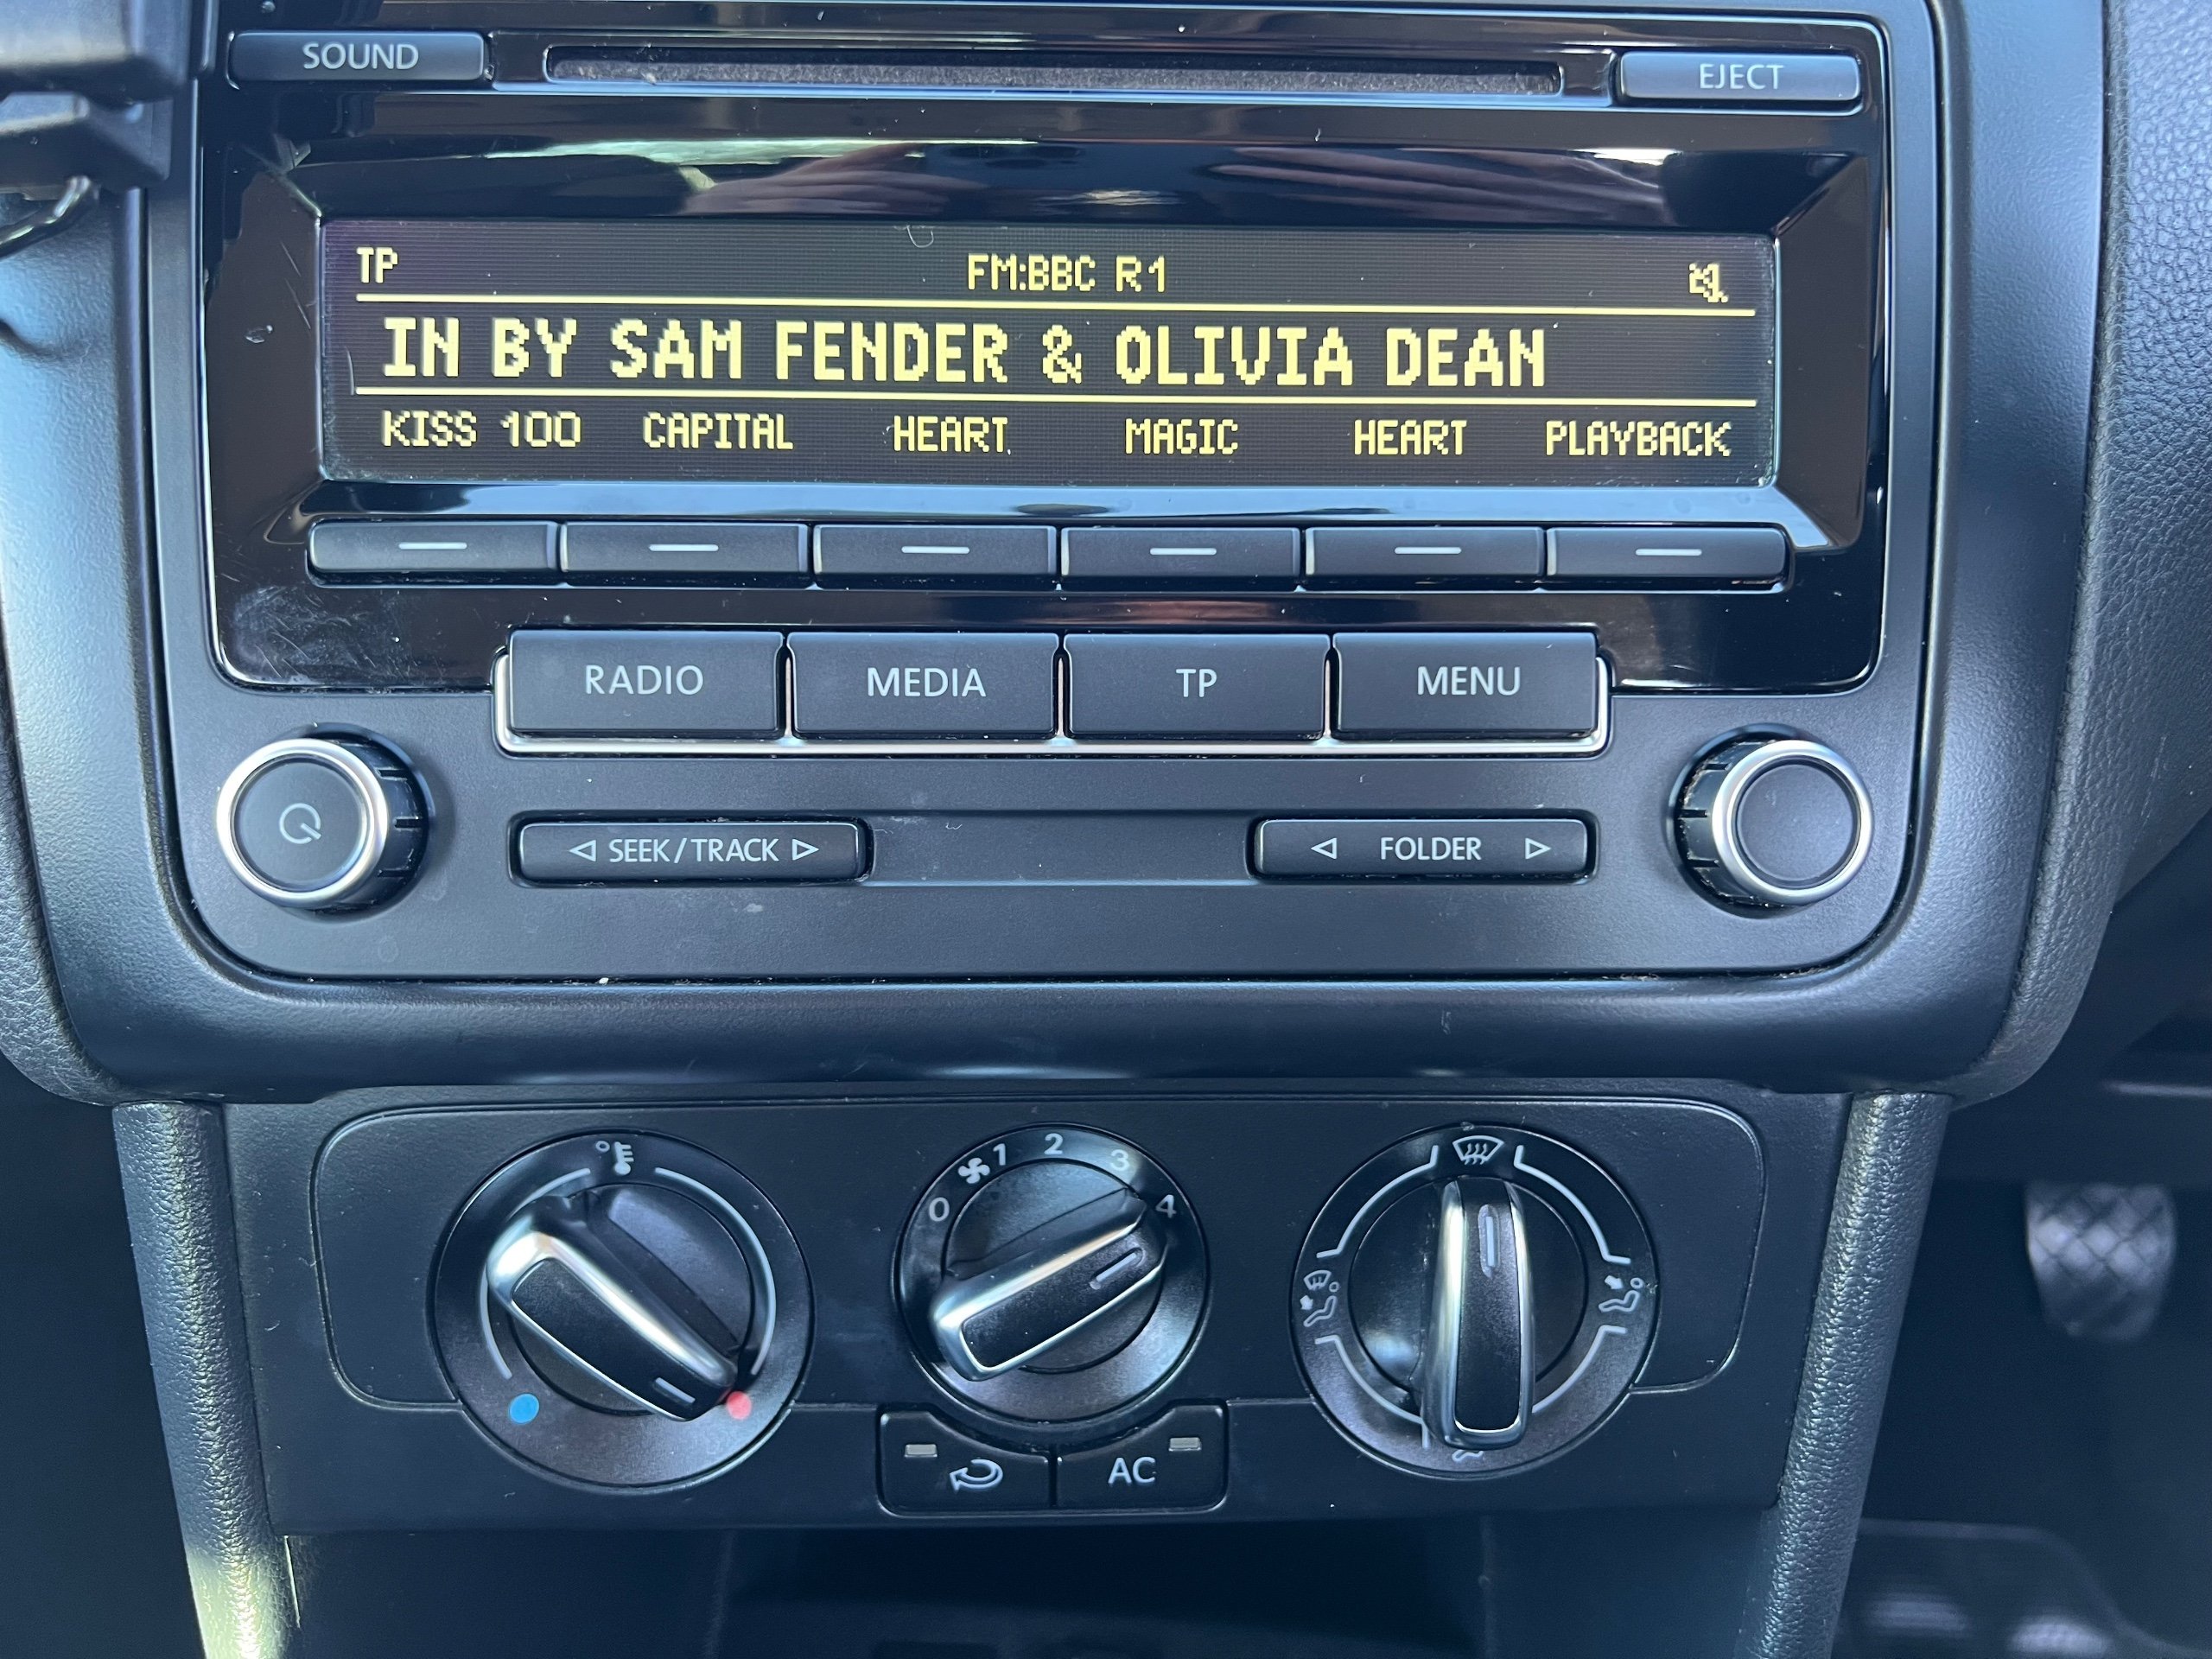 SOUND
EJECT
TP FM:BBC R1
IN BY SAM FENDER & OLIVIA DEAN
KISS 100 CAPITAL HEART MAGIC HEART PLAYBACK
RADIO MEDIA TP MENU
SEEK/TRACK FOLDER
0 1 2 3 4
AC